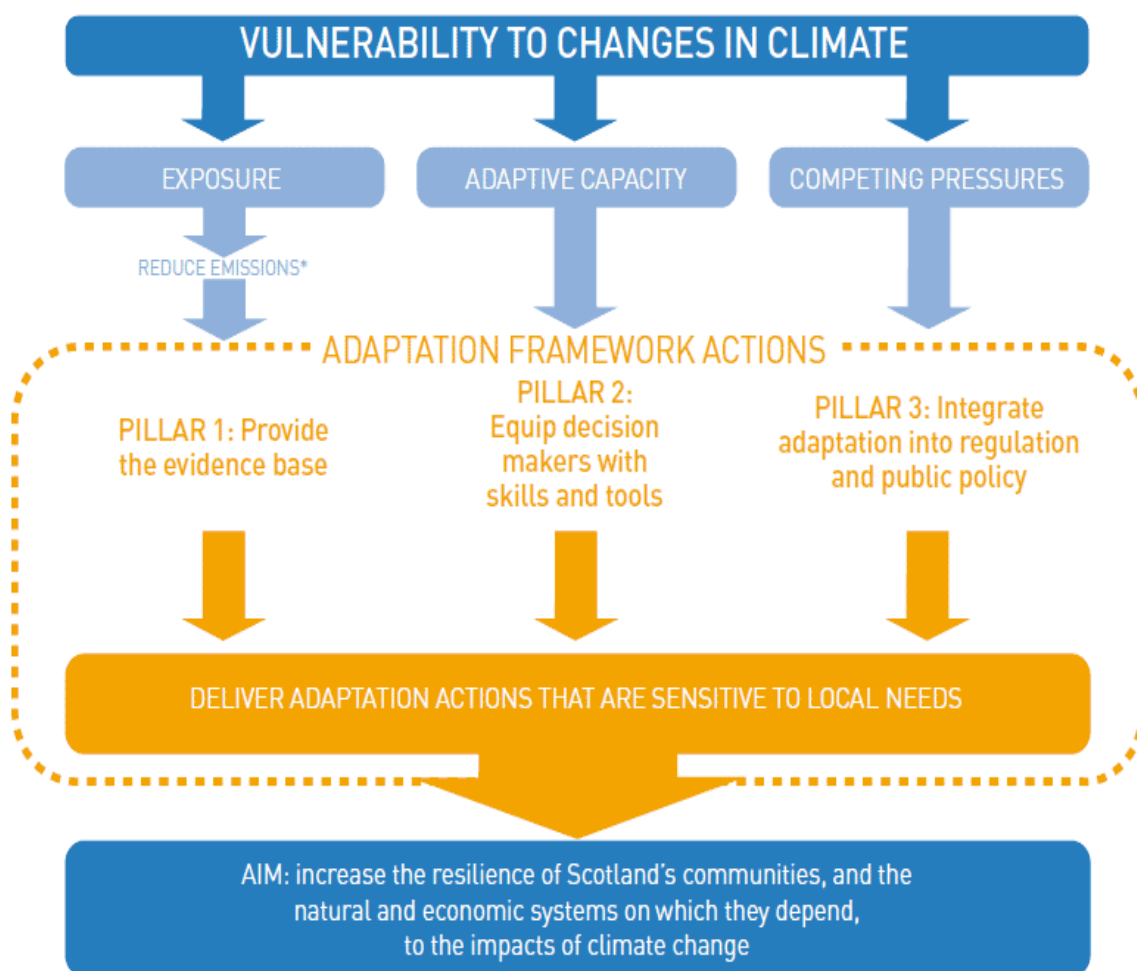 VULNERABILITY TO CHANGES IN CLIMATE
EXPOSURE
ADAPTIVE CAPACITY
COMPETING PRESSURES
REDUCE EMISSIONS*
ADAPTATION FRAMEWORK ACTIONS
PILLAR 1: Provide
the evidence base
PILLAR 2:
Equip decision
makers with
skills and tools
PILLAR 3: Integrate
adaptation into regulation
and public policy
DELIVER ADAPTATION ACTIONS THAT ARE SENSITIVE TO LOCAL NEEDS
AIM: increase the resilience of Scotland's communities, and the
natural and economic systems on which they depend,
to the impacts of climate change